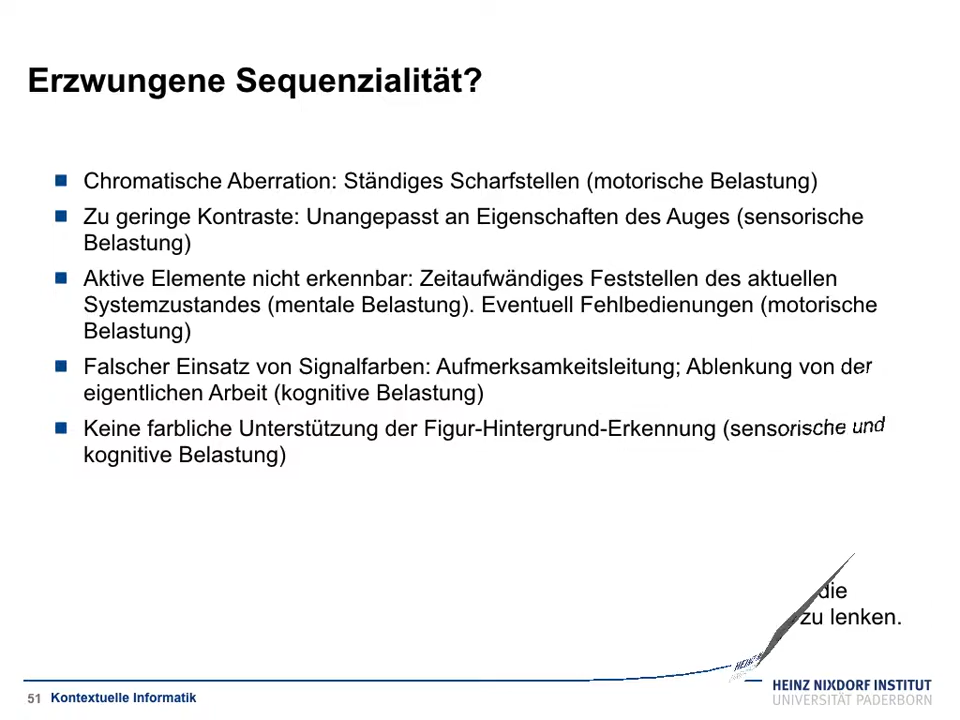 Erzwungene Sequenzialität?
Chromatische Aberration: Ständiges Scharfstellen (motorische Belastung)
Zu geringe Kontraste: Unangepasst an Eigenschaften des Auges (sensorische
Belastung)
Aktive Elemente nicht erkennbar: Zeitaufwändiges Feststellen des aktuellen
Systemzustandes (mentale Belastung). Eventuell Fehlbedienungen (motorische
Belastung)
Falscher Einsatz von Signalfarben: Aufmerksamkeitsleitung; Ablenkung von der
eigentlichen Arbeit (kognitive Belastung)
Keine farbliche Unterstützung der Figur-Hintergrund-Erkennung (sensorische und
kognitive Belastung)
die
zu lenken.
51 Kontextuelle Informatik
HEINZ NIXDORF INSTITUT
UNIVERSITÄT PADERBORN